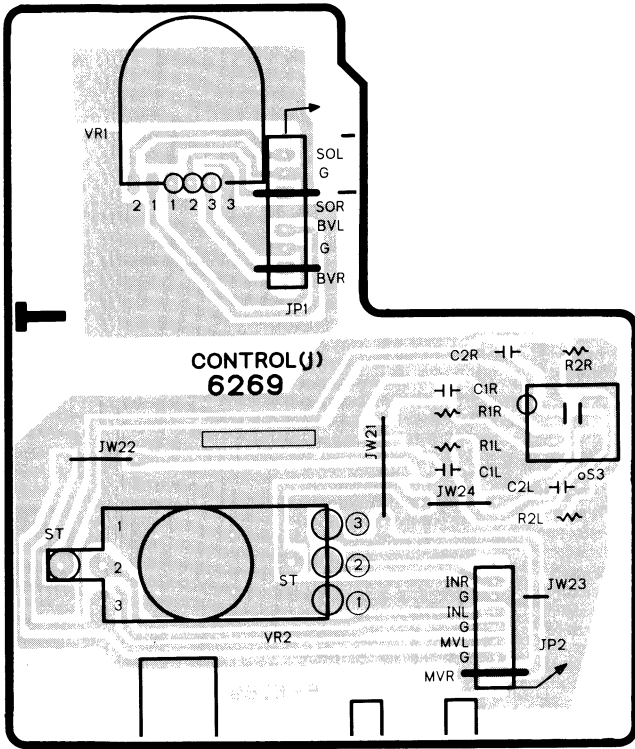 VR1
SOL
G
2 1 1 2 3 3
SOR
BVL
G
BVR
JP1
CONTROL(J)
6269
C2R
R2R
C1R
R1R
JW21
JW22
R1L
C1L
S3
JW24
C2L
R2L
ST
1
3
2
ST
2
3
1
VR2
INR
G
JW23
INL
G
MVL
JP2
G
MVR